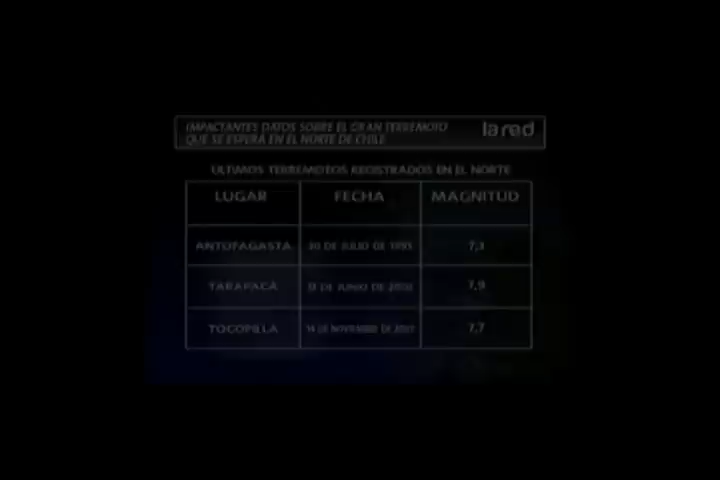 IMPACTANTES DATOS SOBRE EL GRAN TERREMOTO
QUE SE ESPERA EN EL NORTE DE CHILE
la red
ULTIMOS TERREMOTOS REGISTRADOS EN EL NORTE
LUGAR FECHA MAGNITUD
ANTOFAGASTA 30 DE JULIO DE 1995 7,3
TARAPACÁ 13 DE JUNIO DE 7,9
TOCOPILLA 14 DE NOVIEMBRE DE 2007 7,7